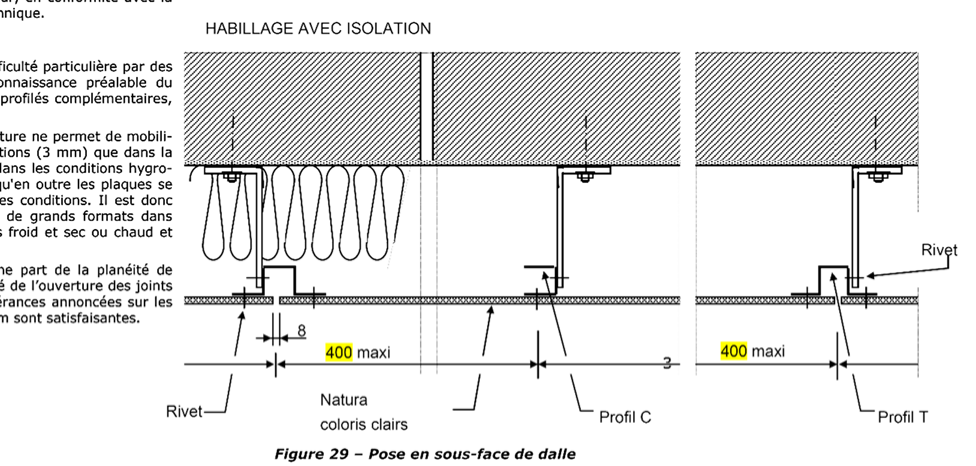 hnique.
HABILLAGE AVEC ISOLATION
ficulté particulière par des
onnaissance préalable du
profilés complémentaires,
ture ne permet de mobili-
tions (3 mm) que dans la
dans les conditions hygro-
qu'en outre les plaques se
es conditions. Il est donc
de grands formats dans
s froid et sec ou chaud et
ne part de la planéité de
é de l'ouverture des joints
érances annoncées sur les
m sont satisfaisantes.
Rivet
8
400 maxi
3
400 maxi
Rivet
Natura
coloris clairs
Profil C
Profil T
Figure 29 – Pose en sous-face de dalle